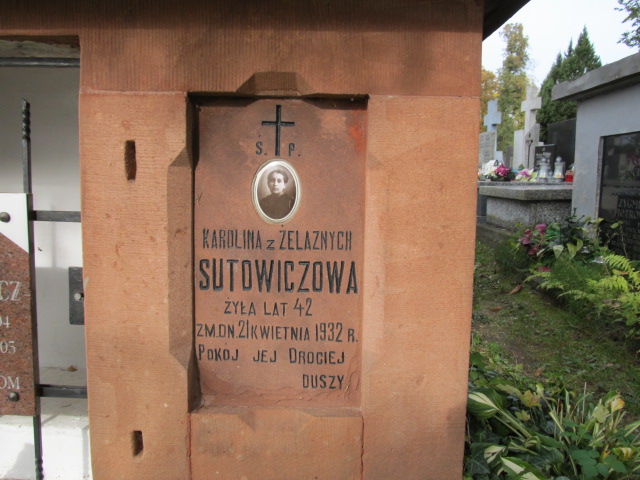 Ś. P.
KAROLINA z ŻELAZNYCH
SUTOWICZOWA
ŻYŁA LAT 42
ZM.DN. 21 KWIETNIA 1932 R.
POKÓJ JEJ DROGIEJ
DUSZY.